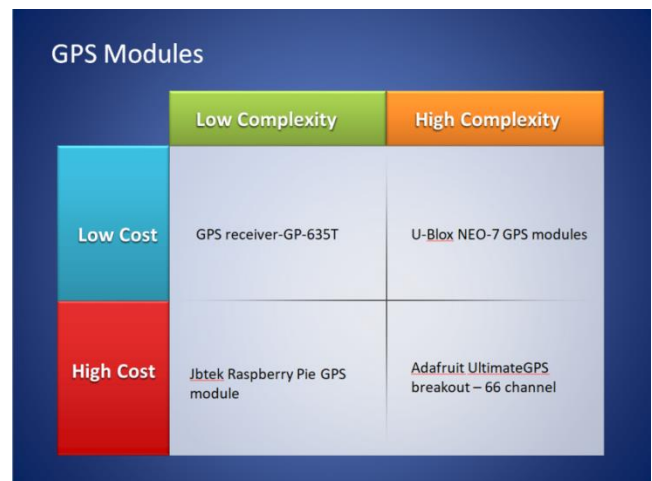 GPS Modules
Low Complexity
High Complexity
Low Cost
GPS receiver-GP-635T
U-Blox NEO-7 GPS modules
High Cost
Jbtek Raspberry Pie GPS
module
Adafruit UltimateGPS
breakout – 66 channel